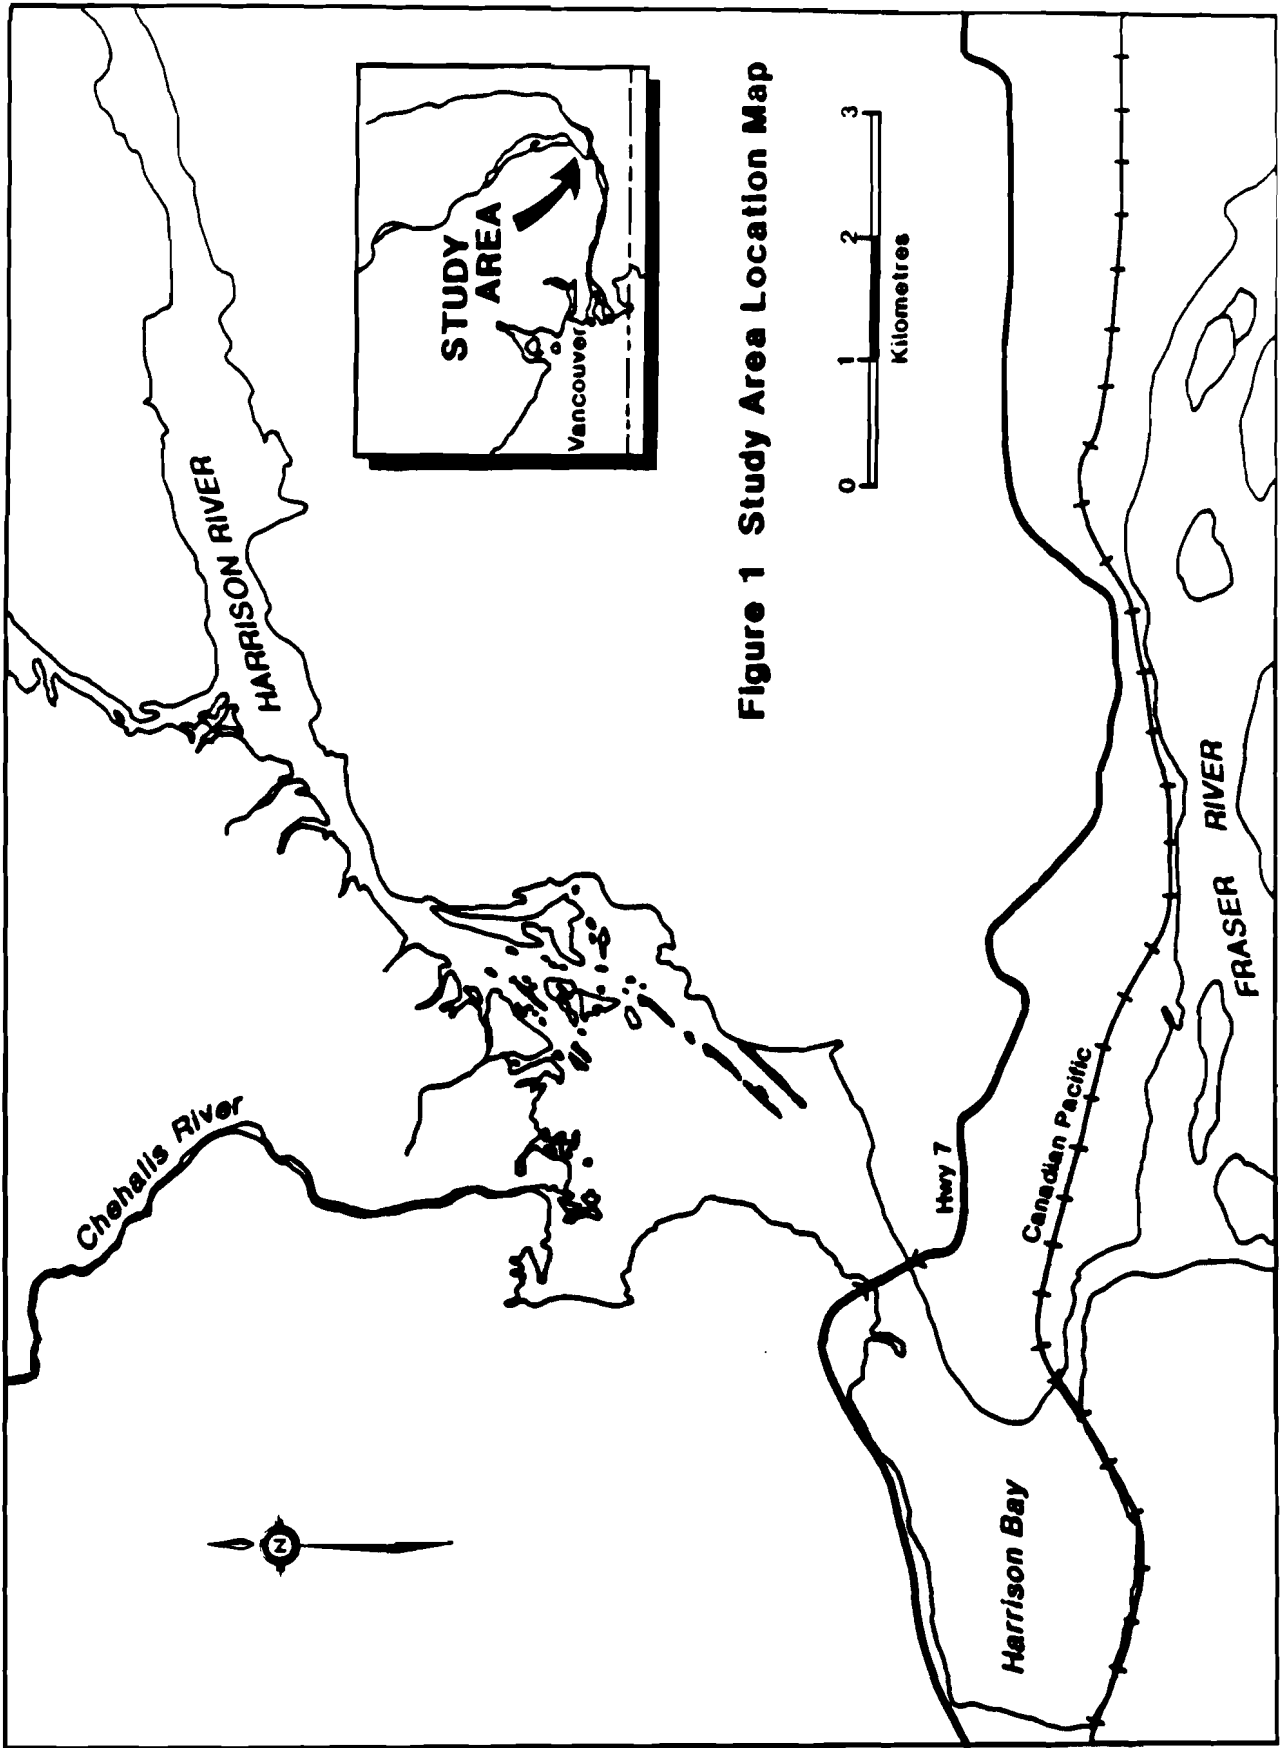 HARRISON RIVER
Chehalis River
STUDY
AREA
Vancouver
Figure 1 Study Area Location Map
0 1 2 3
Kilometres
N
Hwy 7
Canadian Pacific
FRASER RIVER
Harrison Bay